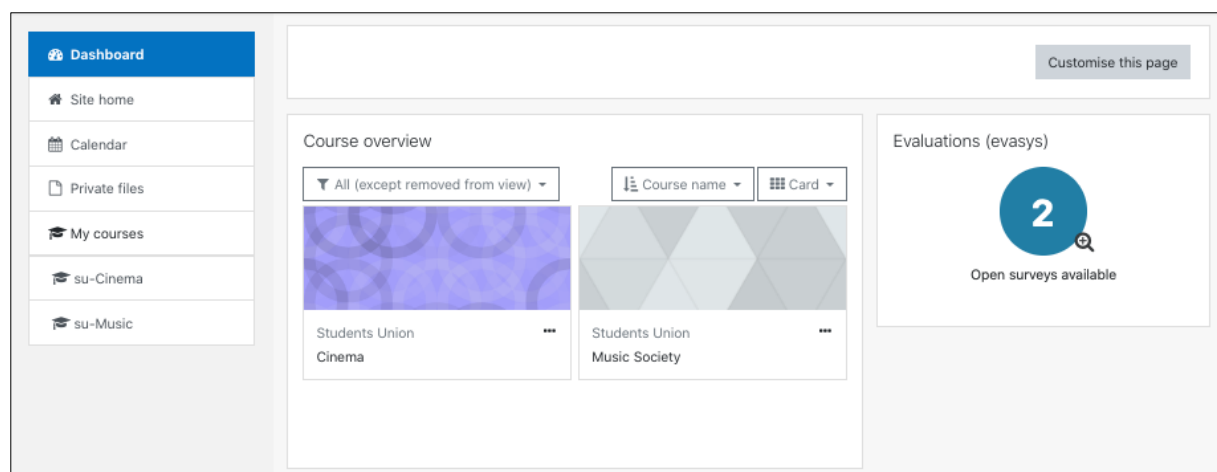 Dashboard
Site home
Calendar
Private files
My courses
su-Cinema
su-Music
Customise this page
Course overview
All (except removed from view)
Course name
Card
Students Union
Cinema
Students Union
Music Society
Evaluations (evasys)
2
Open surveys available